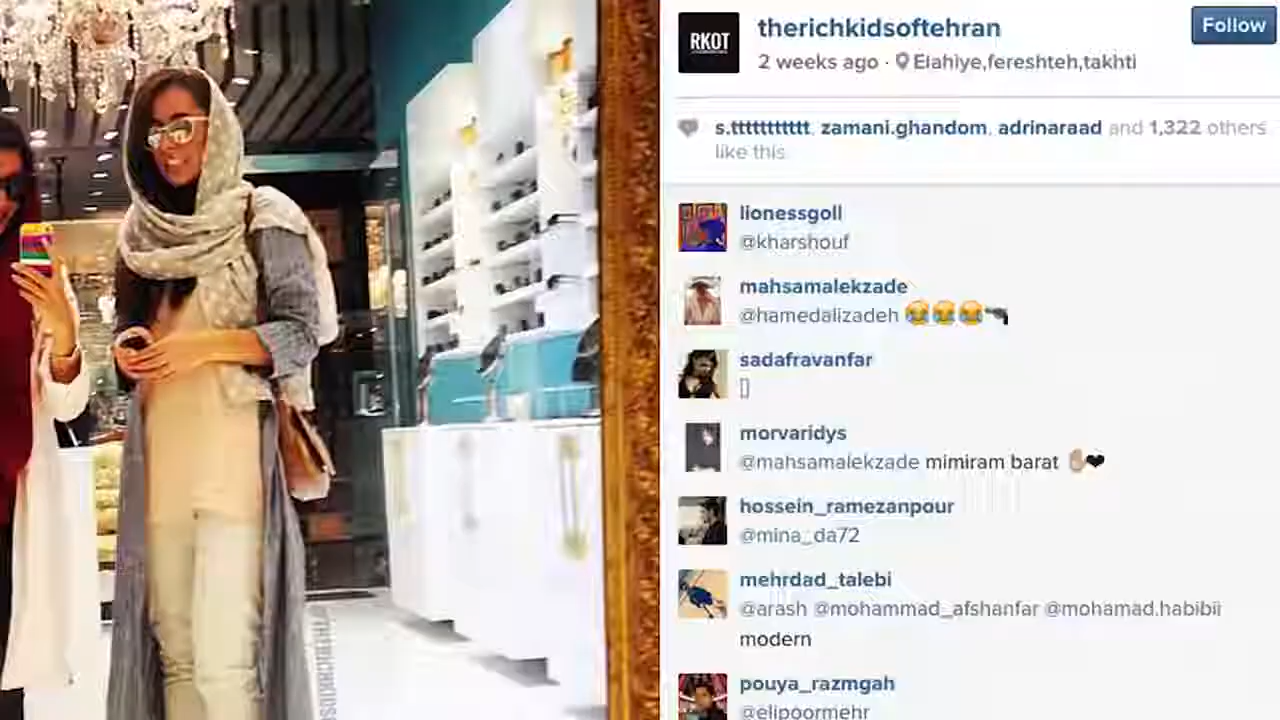 RKOT
therichkidsoftehran
Follow
2 weeks ago · Elahiye,fereshteh,takhti
s.ttttttttttt, zamani.ghandom, adrinaraad and 1,322 others
like this.
lionessgoll
@kharshouf
mahsamalekzade
@hamedalizadeh 😂😂😂🔫
sadafravanfar
[]
morvaridys
@mahsamalekzade mimiram barat ✋🏼❤
hossein_ramezanpour
@mina_da72
mehrdad_talebi
@arash @mohammad_afshanfar @mohamad.habibii
modern
pouya_razmgah
@elipoormehr